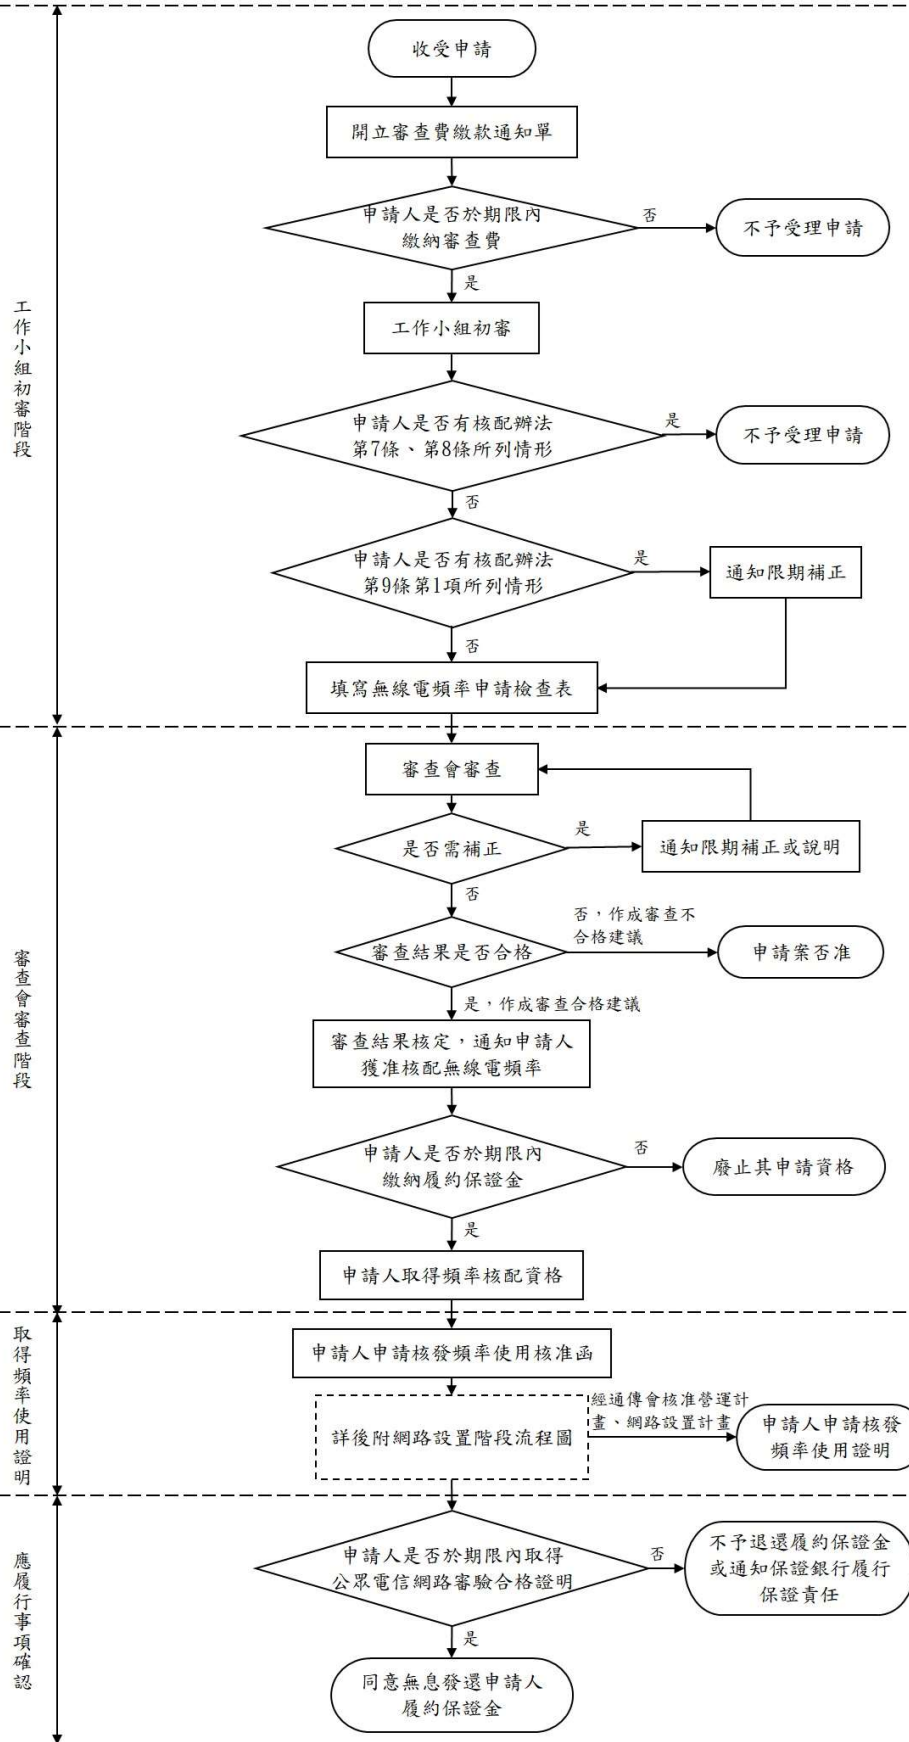 收受申請
開立審查費繳款通知單
申請人是否於期限內
繳納審查費
否
不予受理申請
是
工作小組初審
工作小組初審階段
申請人是否有核配辦法
第7條、第8條所列情形
是
不予受理申請
否
申請人是否有核配辦法
第9條第1項所列情形
是
通知限期補正
否
填寫無線電頻率申請檢查表
審查會審查
是否需補正
是
通知限期補正或說明
否
審查結果是否合格
否，作成審查不
合格建議
申請案否准
審查會審查階段
是，作成審查合格建議
審查結果核定，通知申請人
獲准核配無線電頻率
申請人是否於期限內
繳納履約保證金
否
廢止其申請資格
是
申請人取得頻率核配資格
取得頻率使用證明
申請人申請核發頻率使用核准函
詳後附網路設置階段流程圖
經通傳會核准營運計
畫、網路設置計畫
申請人申請核發
頻率使用證明
應履行事項確認
申請人是否於期限內取得
公眾電信網路審驗合格證明
否
不予退還履約保證金
或通知保證銀行履行
保證責任
是
同意無息發還申請人
履約保證金